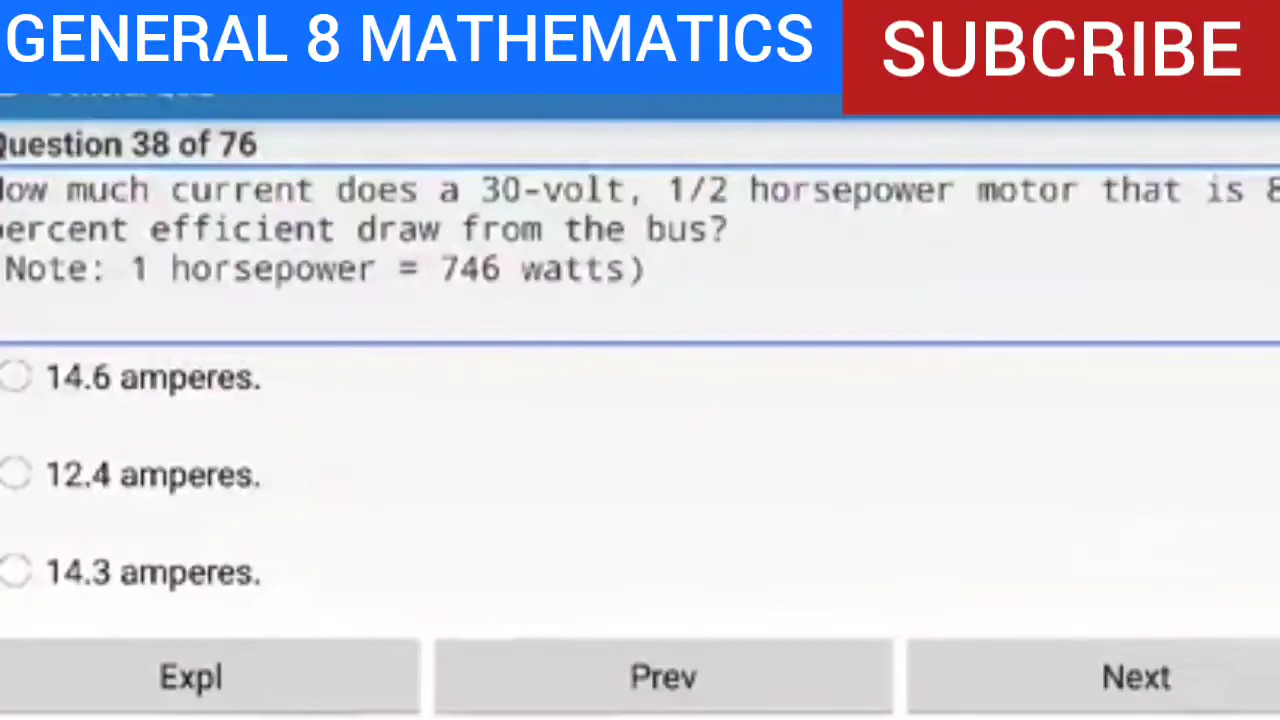 GENERAL 8 MATHEMATICS
SUBCRIBE
Question 38 of 76
How much current does a 30-volt, 1/2 horsepower motor that is 8
percent efficient draw from the bus?
Note: 1 horsepower = 746 watts)
14.6 amperes.
12.4 amperes.
14.3 amperes.
Expl
Prev
Next